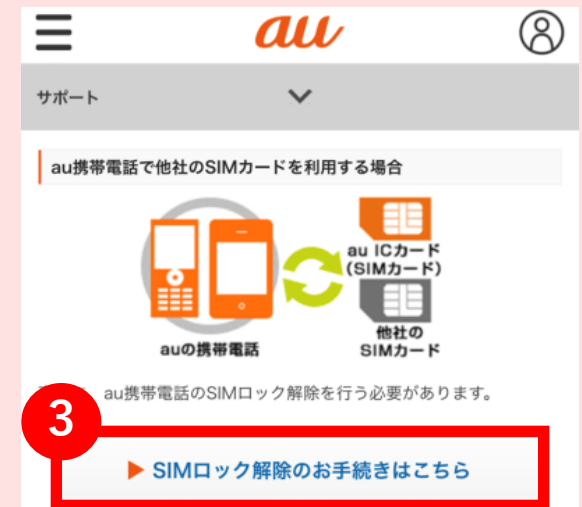 au
サポート
au携帯電話で他社のSIMカードを利用する場合
au ICカード
(SIMカード)
auの携帯電話
他社の
SIMカード
au携帯電話のSIMロック解除を行う必要があります。
3
SIMロック解除のお手続きはこちら